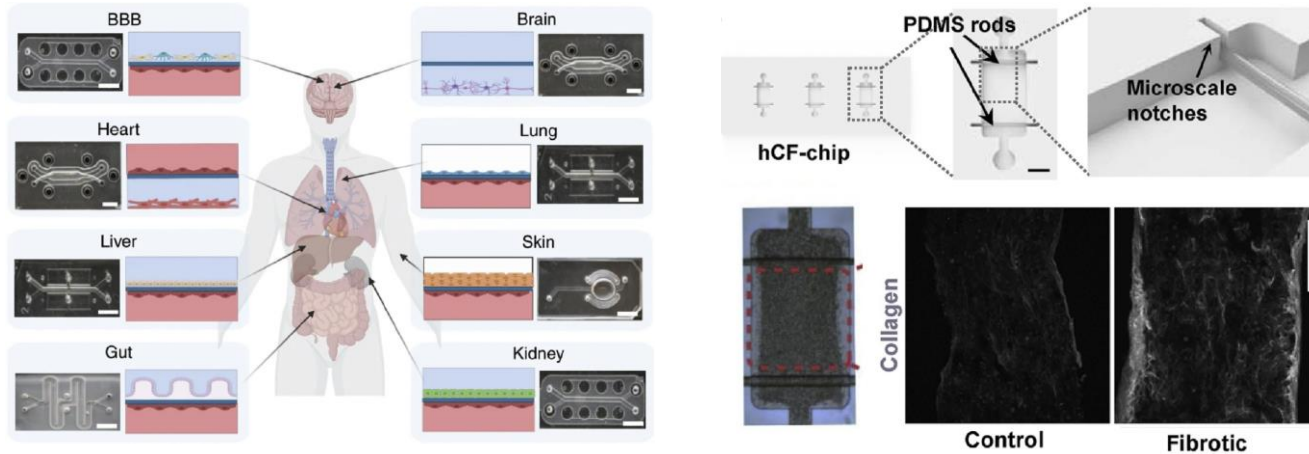 BBB
Brain
Heart
Lung
Liver
Skin
Gut
Kidney
PDMS rods
Microscale
notches
hCF-chip
Collagen
Control
Fibrotic